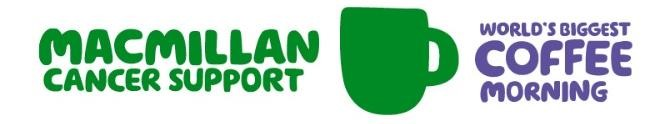 MACMILLAN
CANCER SUPPORT
WORLD'S BIGGEST
COFFEE
MORNING